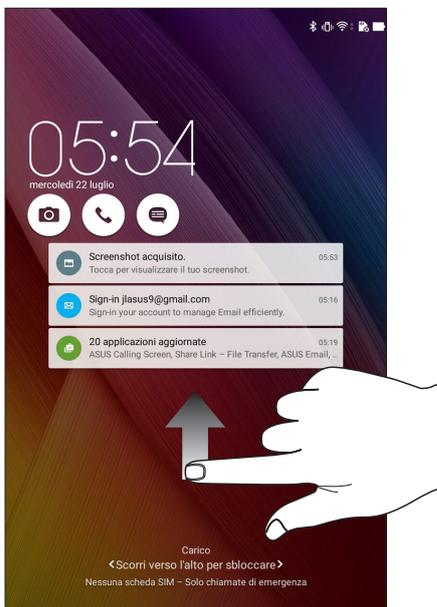 05:54
mercoledì 22 luglio
Screenshot acquisito. 05:53
Tocca per visualizzare il tuo screenshot.
Sign-in jlasus9@gmail.com 05:16
Sign-in your account to manage Email efficiently.
20 applicazioni aggiornate 05:19
ASUS Calling Screen, Share Link – File Transfer, ASUS Email, ..
Carico
<Scorri verso l'alto per sbloccare>
Nessuna scheda SIM – Solo chiamate di emergenza